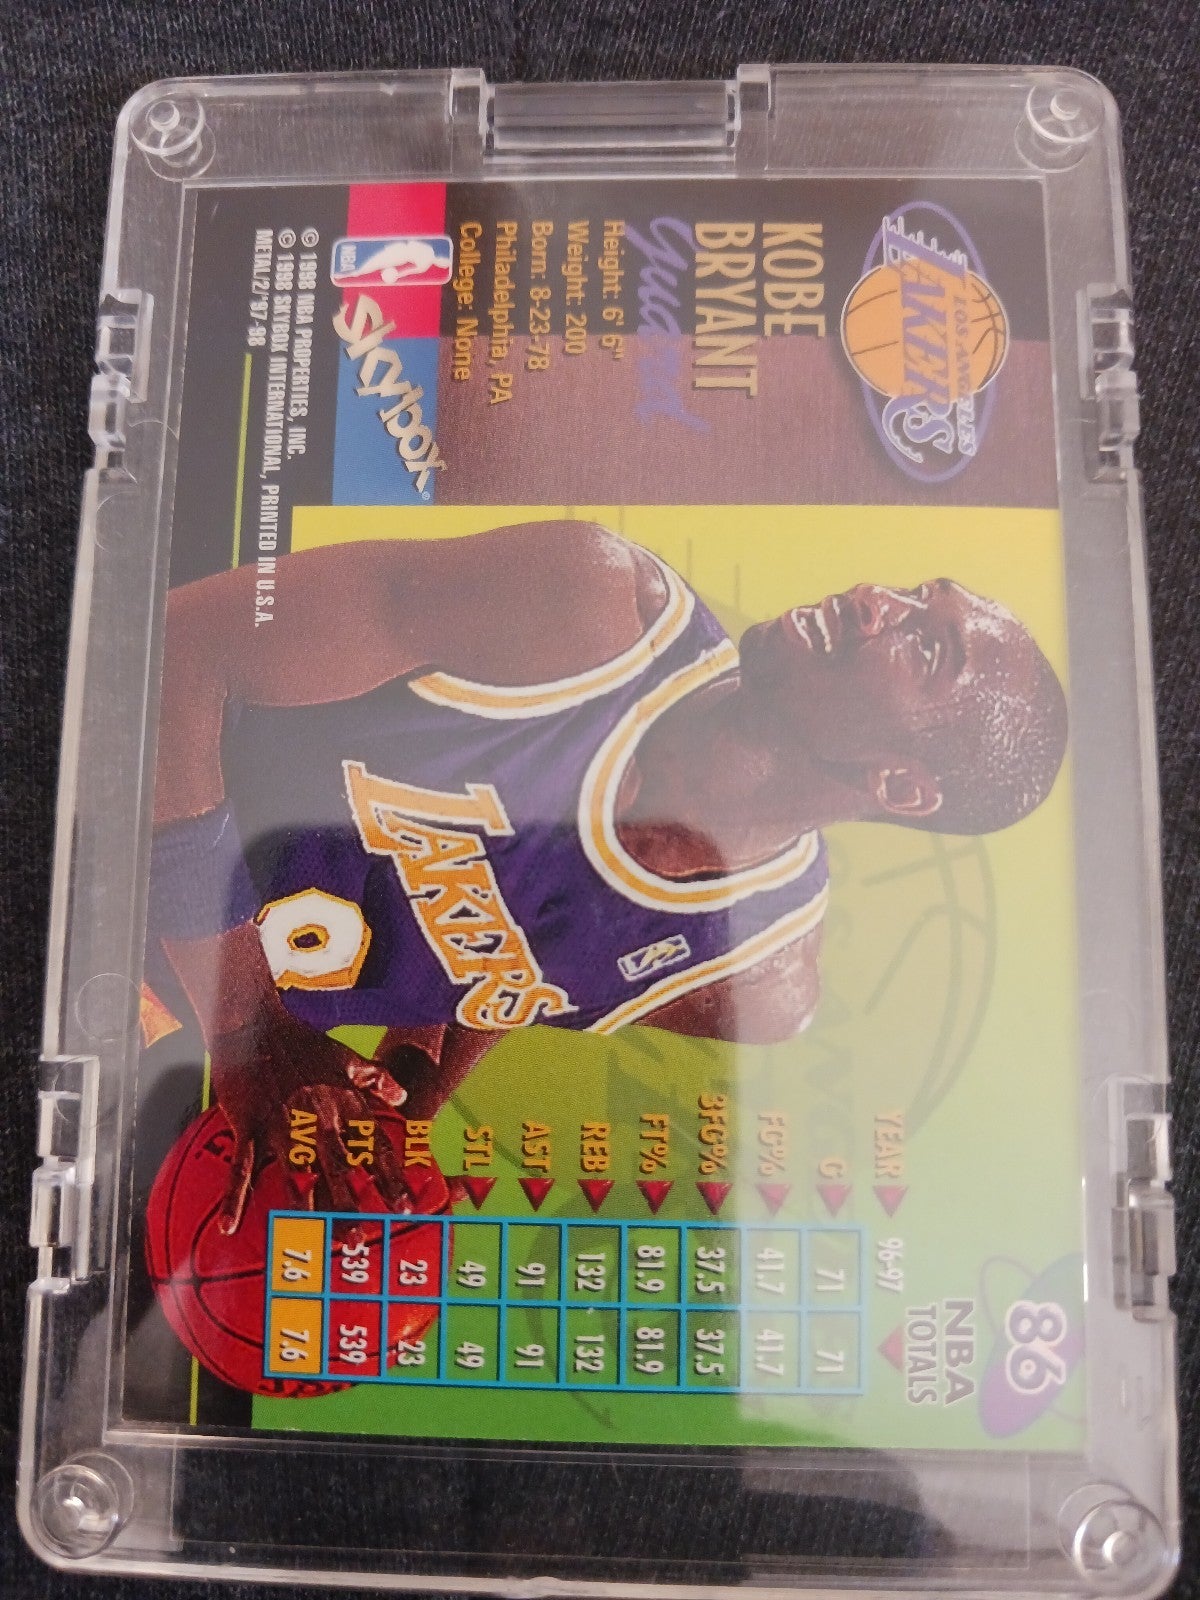 LOS ANGELES
LAKERS
KOBE
BRYANT
Guard
Height: 6' 6"
Weight: 200
Born: 8-23-78
Philadelphia, PA
College: None
NBA
SKYBOX®
© 1998 NBA PROPERTIES, INC.
© 1998 SKYBOX INTERNATIONAL, PRINTED IN U.S.A.
METAL/2 '97-'98
LAKERS
8
86
NBA
TOTALS
YEAR 96-97
G 71 71
FG% 41.7 41.7
3FG% 37.5 37.5
FT% 81.9 81.9
REB 132 132
AST 91 91
STL 49 49
BLK 23 23
PTS 539 539
AVG 7.6 7.6